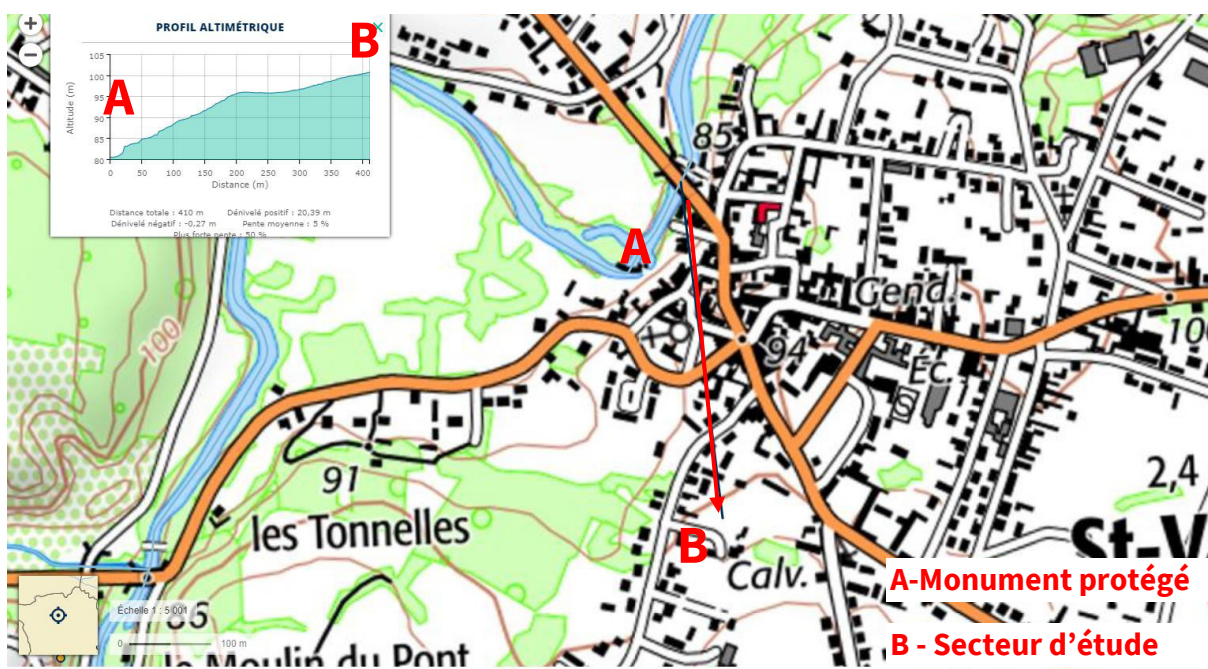 +
−
PROFIL ALTIMÉTRIQUE
×
B
A
Altitude (m)
105
100
95
90
85
80
0 50 100 150 200 250 300 350 400
Distance (m)
Distance totale : 410 m Dénivelé positif : 20,39 m
Dénivelé négatif : -0,27 m Pente moyenne : 5 %
Plus forte pente : 50 %
85
A
Gend.
100
94
Éc.
10
91
2,4
les Tonnelles
B
St-V
Calv.
A-Monument protégé
Échelle 1 : 5 001
86
0 100 m
B - Secteur d'étude
le Moulin du Pont